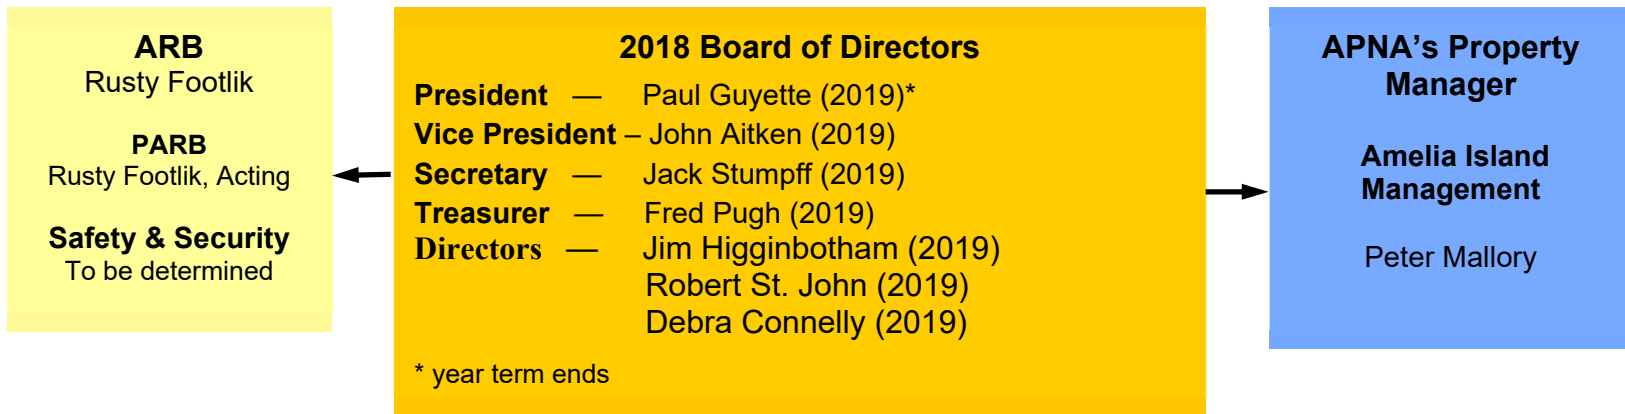 ARB
Rusty Footlik
PARB
Rusty Footlik, Acting
Safety & Security
To be determined
2018 Board of Directors
President — Paul Guyette (2019)*
Vice President – John Aitken (2019)
Secretary — Jack Stumpff (2019)
Treasurer — Fred Pugh (2019)
Directors — Jim Higginbotham (2019)
Robert St. John (2019)
Debra Connelly (2019)
* year term ends
APNA’s Property
Manager
Amelia Island
Management
Peter Mallory